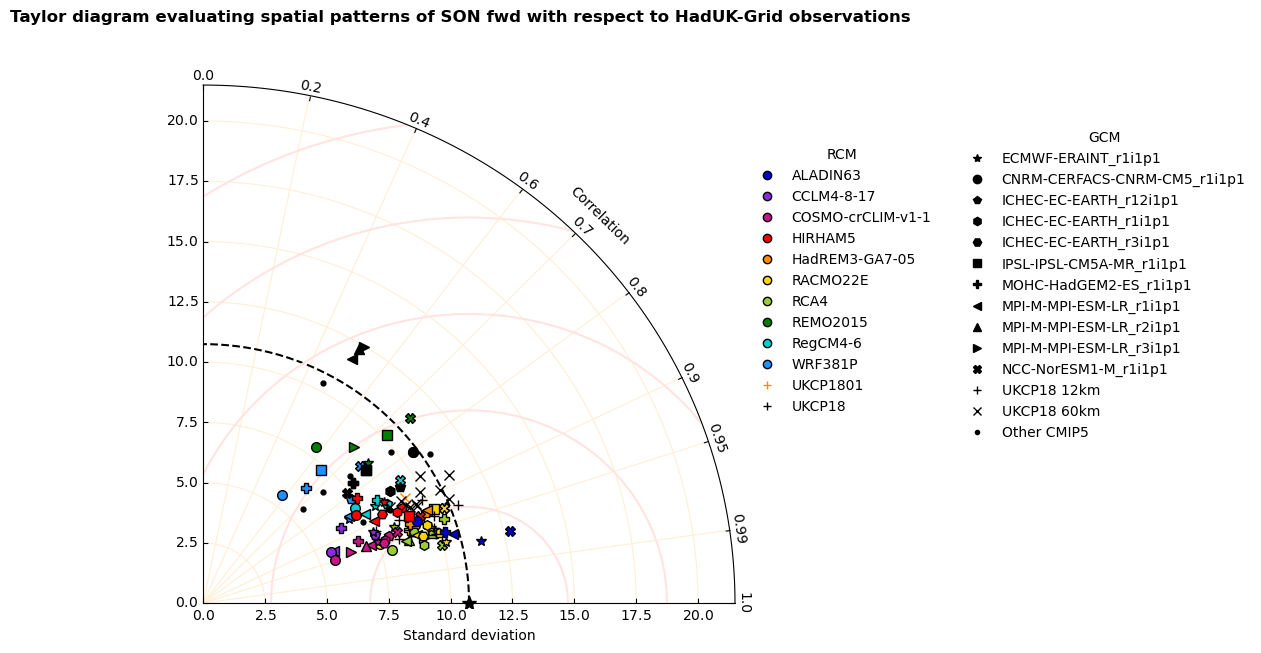 Taylor diagram evaluating spatial patterns of SON fwd with respect to HadUK-Grid observations
0.0
0.2
0.4
0.6
Correlation
0.7
0.8
0.9
0.95
0.99
1.0
20.0
17.5
15.0
12.5
10.0
7.5
5.0
2.5
0.0
0.0 2.5 5.0 7.5 10.0 12.5 15.0 17.5 20.0
Standard deviation
RCM
ALADIN63
CCLM4-8-17
COSMO-crCLIM-v1-1
HIRHAM5
HadREM3-GA7-05
RACMO22E
RCA4
REMO2015
RegCM4-6
WRF381P
UKCP1801
UKCP18
GCM
ECMWF-ERAINT_r1i1p1
CNRM-CERFACS-CNRM-CM5_r1i1p1
ICHEC-EC-EARTH_r12i1p1
ICHEC-EC-EARTH_r1i1p1
ICHEC-EC-EARTH_r3i1p1
IPSL-IPSL-CM5A-MR_r1i1p1
MOHC-HadGEM2-ES_r1i1p1
MPI-M-MPI-ESM-LR_r1i1p1
MPI-M-MPI-ESM-LR_r2i1p1
MPI-M-MPI-ESM-LR_r3i1p1
NCC-NorESM1-M_r1i1p1
UKCP18 12km
UKCP18 60km
Other CMIP5